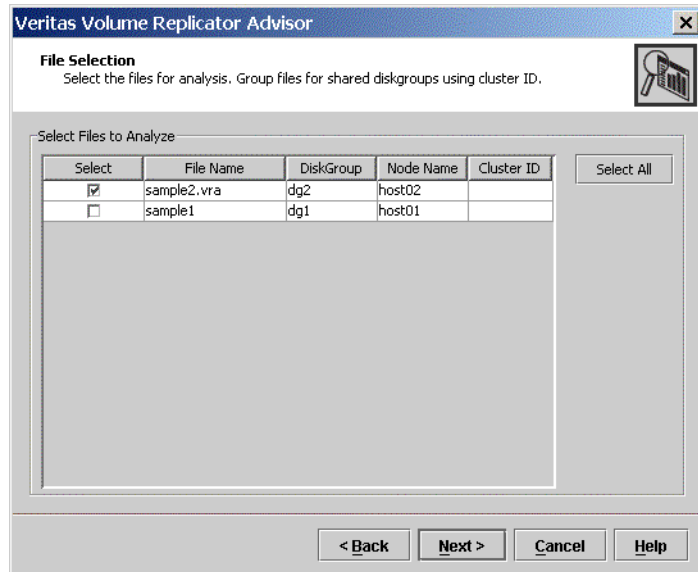 Veritas Volume Replicator Advisor
File Selection
Select the files for analysis. Group files for shared diskgroups using cluster ID.
Select Files to Analyze
Select File Name DiskGroup Node Name Cluster ID Select All
sample2.vra dg2 host02
sample1 dg1 host01
< Back Next > Cancel Help